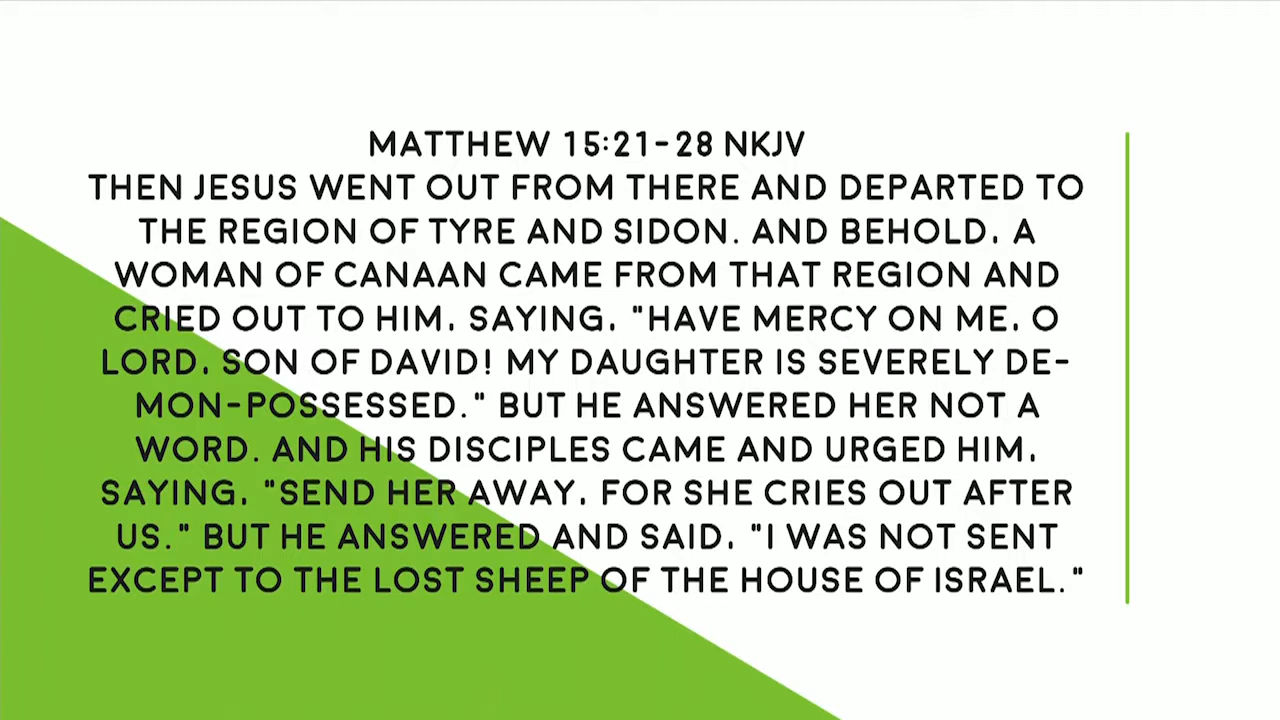 MATTHEW 15:21-28 NKJV
THEN JESUS WENT OUT FROM THERE AND DEPARTED TO
THE REGION OF TYRE AND SIDON. AND BEHOLD, A
WOMAN OF CANAAN CAME FROM THAT REGION AND
CRIED OUT TO HIM, SAYING, "HAVE MERCY ON ME, O
LORD, SON OF DAVID! MY DAUGHTER IS SEVERELY DE-
MON-POSSESSED." BUT HE ANSWERED HER NOT A
WORD. AND HIS DISCIPLES CAME AND URGED HIM,
SAYING, "SEND HER AWAY, FOR SHE CRIES OUT AFTER
US." BUT HE ANSWERED AND SAID, "I WAS NOT SENT
EXCEPT TO THE LOST SHEEP OF THE HOUSE OF ISRAEL."